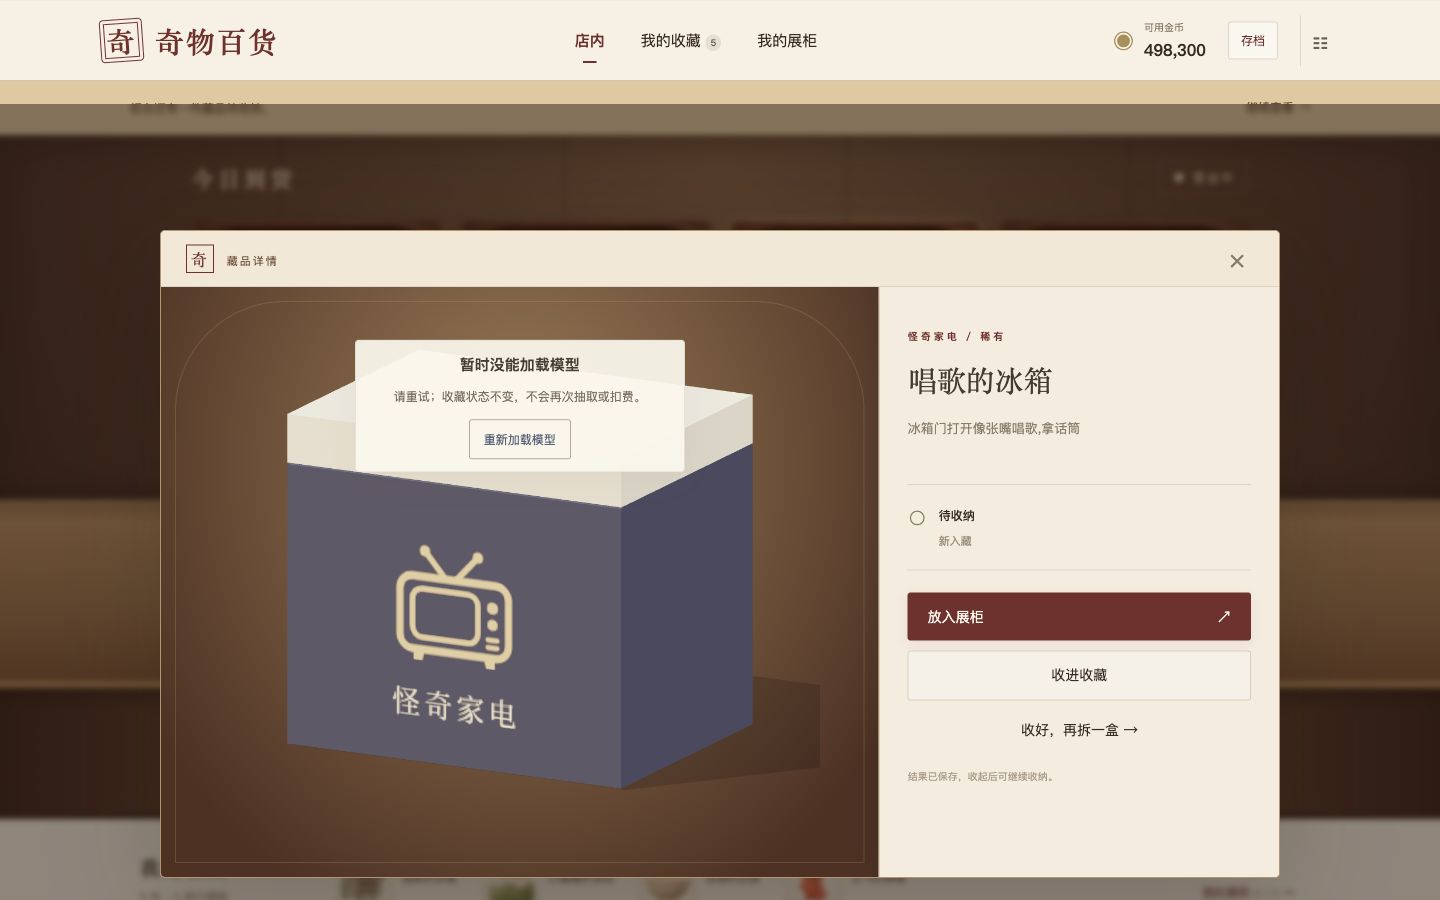 奇 奇物百货
店内 我的收藏 5 我的展柜
可用金币
498,300
存档
今日到货
奇 藏品详情
暂时没能加载模型
请重试；收藏状态不变，不会再次抽取或扣费。
重新加载模型
怪奇家电
怪奇家电 / 稀有
唱歌的冰箱
冰箱门打开像张嘴唱歌,拿话筒
待收纳
新入藏
放入展柜 ↗
收进收藏
收好，再拆一盒 →
结果已保存，收起后可继续收纳。